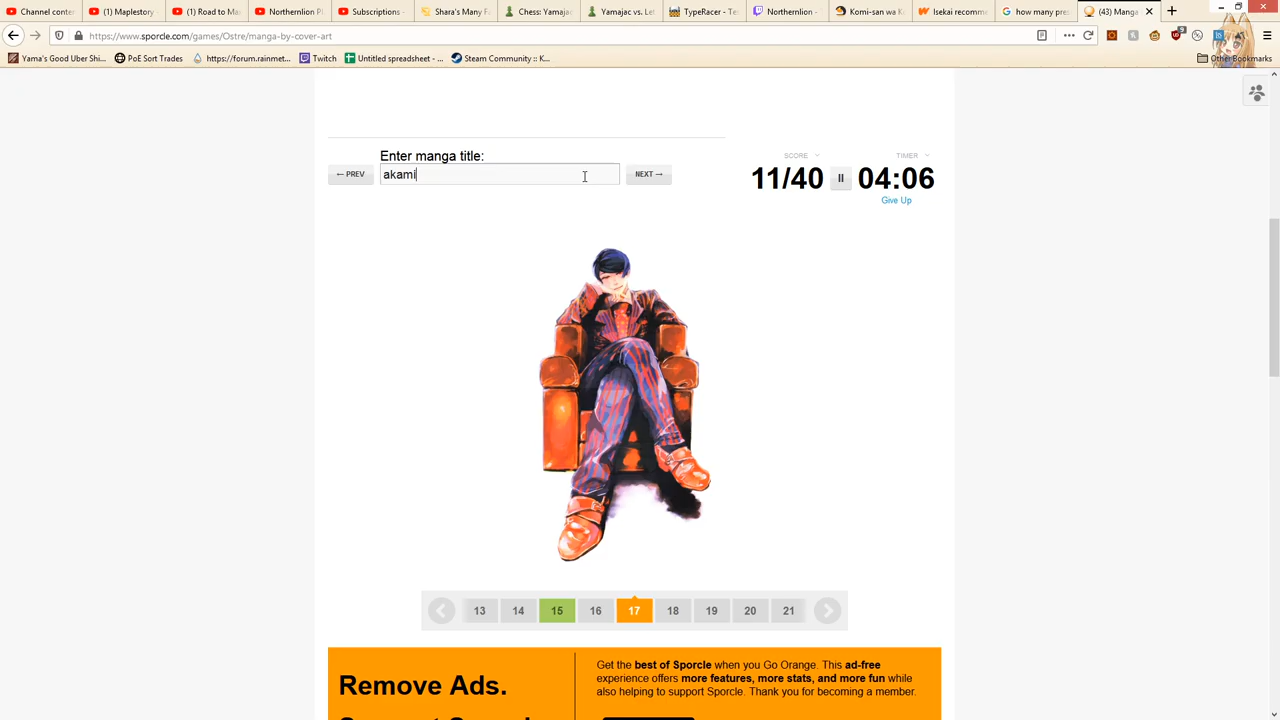 Channel conten
(1) Maplestory
(1) Road to Ma
Northernlion Pl
Subscriptions -
Shara's Many F
Chess: Yamajac
Yamajac vs. Le
TypeRacer - Te
Northernlion -
Komi-san wa K
Isekai recomme
how many pres
(43) Manga
https://www.sporcle.com/games/Ostre/manga-by-cover-art
Yama's Good Uber Shi...
PoE Sort Trades
https://forum.rainmet...
Twitch
Untitled spreadsheet - ...
Steam Community :: K...
Other Bookmarks
Enter manga title:
← PREV
akami
NEXT →
SCORE
11/40
TIMER
04:06
Give Up
13 14 15 16 17 18 19 20 21
Remove Ads.
Get the best of Sporcle when you Go Orange. This ad-free
experience offers more features, more stats, and more fun while
also helping to support Sporcle. Thank you for becoming a member.